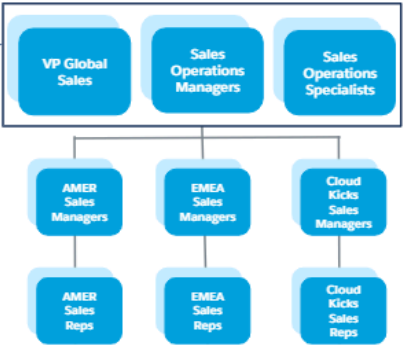 VP Global
Sales
Sales
Operations
Managers
Sales
Operations
Specialists
AMER
Sales
Managers
EMEA
Sales
Managers
Cloud
Kicks
Sales
Managers
AMER
Sales
Reps
EMEA
Sales
Reps
Cloud
Kicks
Sales
Reps